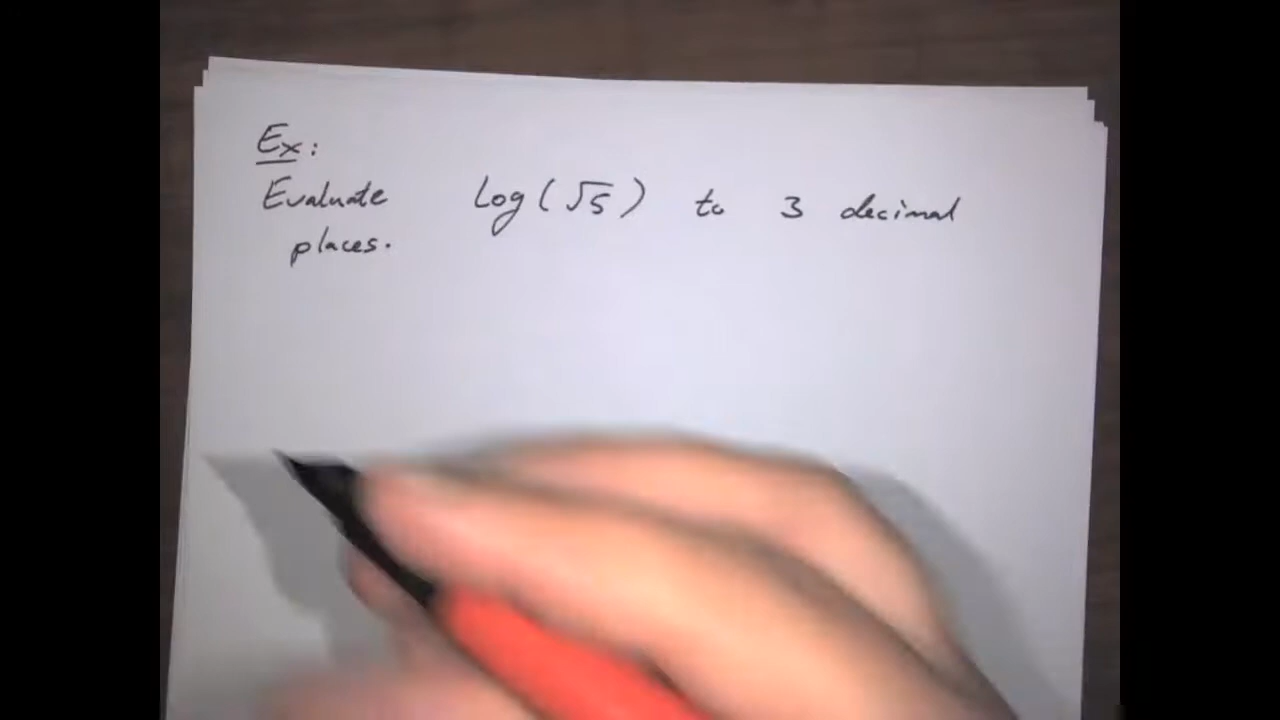 Ex:
Evaluate log(√5) to 3 decimal
places.